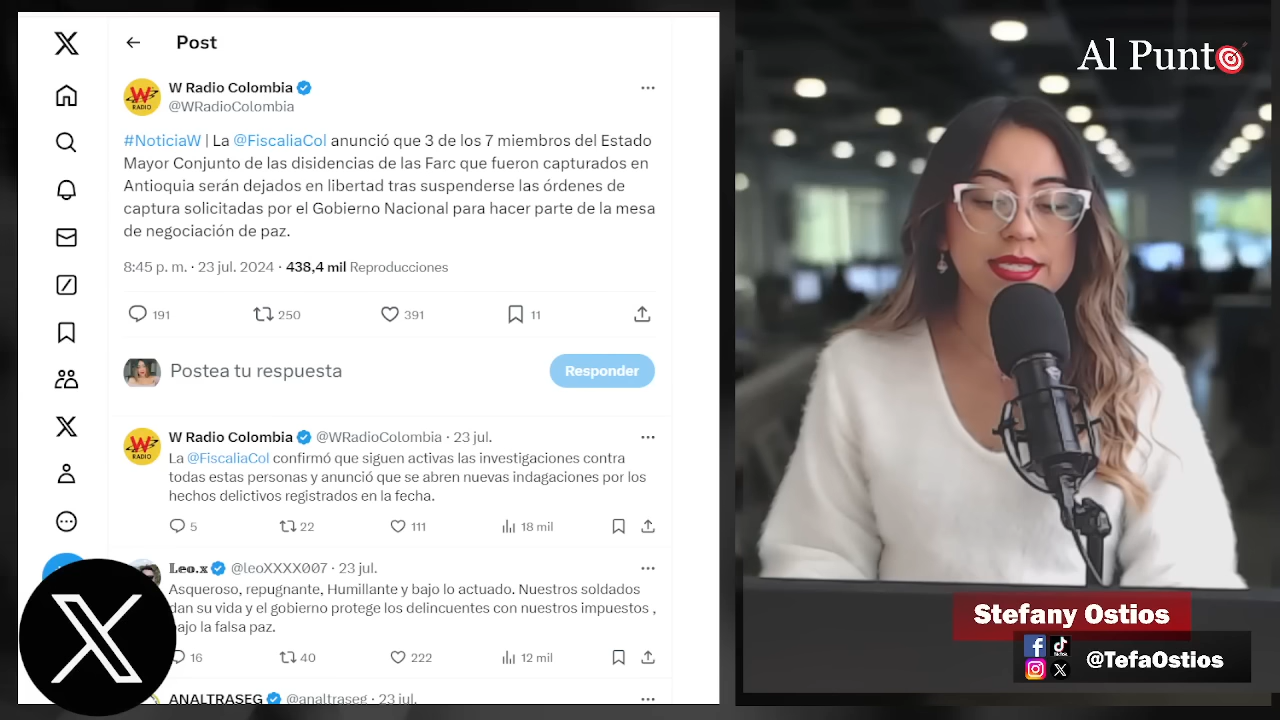 Post
W Radio Colombia
@WRadioColombia
#NoticiaW | La @FiscaliaCol anunció que 3 de los 7 miembros del Estado
Mayor Conjunto de las disidencias de las Farc que fueron capturados en
Antioquia serán dejados en libertad tras suspenderse las órdenes de
captura solicitadas por el Gobierno Nacional para hacer parte de la mesa
de negociación de paz.
8:45 p. m. · 23 jul. 2024 · 438,4 mil Reproducciones
191 250 391 11
Postea tu respuesta
Responder
W Radio Colombia @WRadioColombia · 23 jul.
La @FiscaliaCol confirmó que siguen activas las investigaciones contra
todas estas personas y anunció que se abren nuevas indagaciones por los
hechos delictivos registrados en la fecha.
5 22 111 18 mil
Leo.x @leoXXXX007 · 23 jul.
Asqueroso, repugnante, Humillante y bajo lo actuado. Nuestros soldados
dan su vida y el gobierno protege los delincuentes con nuestros impuestos ,
bajo la falsa paz.
16 40 222 12 mil
ANALTRASEG @analtraseg · 23 jul.
W
RADIO
W
RADIO
Al Punto
Stefany Ostios
@TefaOstios